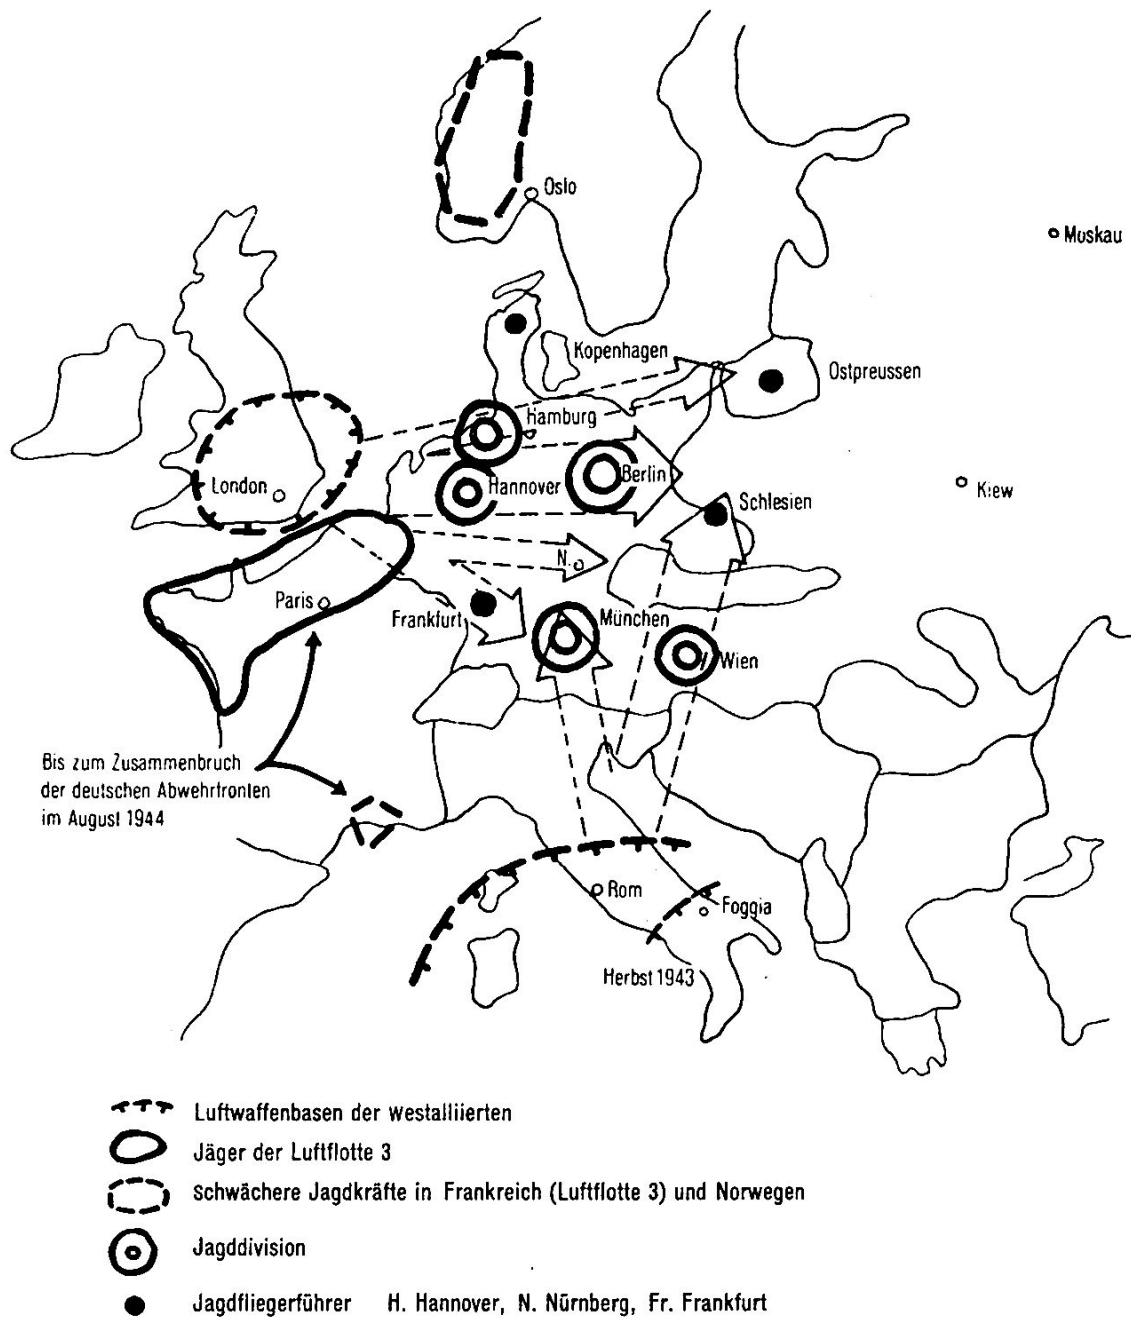 Oslo
Moskau
Kopenhagen
Ostpreussen
Hamburg
London
Hannover
Berlin
Schlesien
Kiew
N.
Paris
Frankfurt
München
Wien
Bis zum Zusammenbruch
der deutschen Abwehrfronten
im August 1944
Rom
Foggia
Herbst 1943
Luftwaffenbasen der Westalliierten
Jäger der Luftflotte 3
Schwächere Jagdkräfte in Frankreich (Luftflotte 3) und Norwegen
Jagddivision
Jagdfliegerführer H. Hannover, N. Nürnberg, Fr. Frankfurt